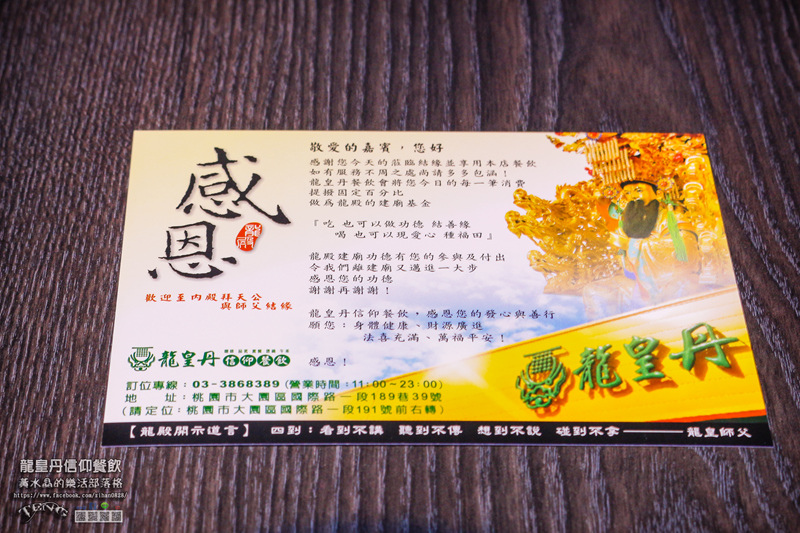 感恩
歡迎至內殿拜天公
與師父結緣
敬愛的嘉賓，您好
感謝您今天的蒞臨結緣並享用本店餐飲
如有服務不周之處尚請多多包涵！
龍皇丹餐飲會將您今日的每一筆消費
提撥固定百分比
做為龍殿的建廟基金
『吃 也可以做功德 結善緣
喝 也可以現愛心 種福田』
龍殿建廟功德有您的參與及付出
令我們離建廟又邁進一大步
感恩您的功德
謝謝再謝謝！
龍皇丹信仰餐飲，感恩您的發心與善行
願您：身體健康、財源廣進
法喜充滿、萬福平安！
感恩！
龍皇丹 信仰餐飲
訂位專線：03-3868389 (營業時間：11：00~23：00)
地 址：桃園市大園區國際路一段189巷39號
(請定位：桃園市大園區國際路一段191號前右轉)
龍皇丹
【龍殿開示道言】 四到：看到不講 聽到不傳 想到不說 碰到不拿────龍皇師父
龍皇丹信仰餐飲
黃水晶的樂活部落格
https://www.facebook.com/sihan0828/